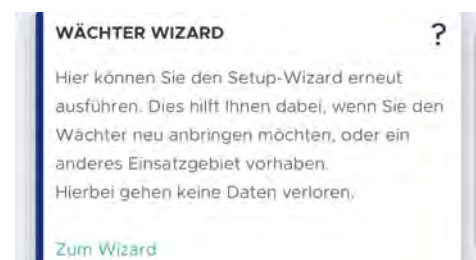 WÄCHTER WIZARD
?
Hier können Sie den Setup-Wizard erneut
ausführen. Dies hilft Ihnen dabei, wenn Sie den
Wächter neu anbringen möchten, oder ein
anderes Einsatzgebiet vorhaben.
Hierbei gehen keine Daten verloren.
Zum Wizard